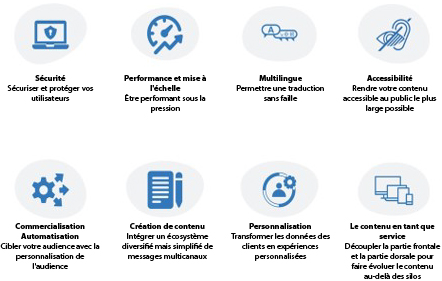 Sécurité
Sécuriser et protéger vos
utilisateurs
Performance et mise à
l'échelle
Être performant sous la
pression
A
Multilingue
Permettre une traduction
sans faille
Accessibilité
Rendre votre contenu
accessible au public le plus
large possible
Commercialisation
Automatisation
Cibler votre audience avec la
personnalisation de
l'audience
Création de contenu
Intégrer un écosystème
diversifié mais simplifié de
messages multicanaux
Personnalisation
Transformer les données des
clients en expériences
personnalisées
Le contenu en tant que
service
Découpler la partie frontale
et la partie dorsale pour
faire évoluer le contenu
au-delà des silos